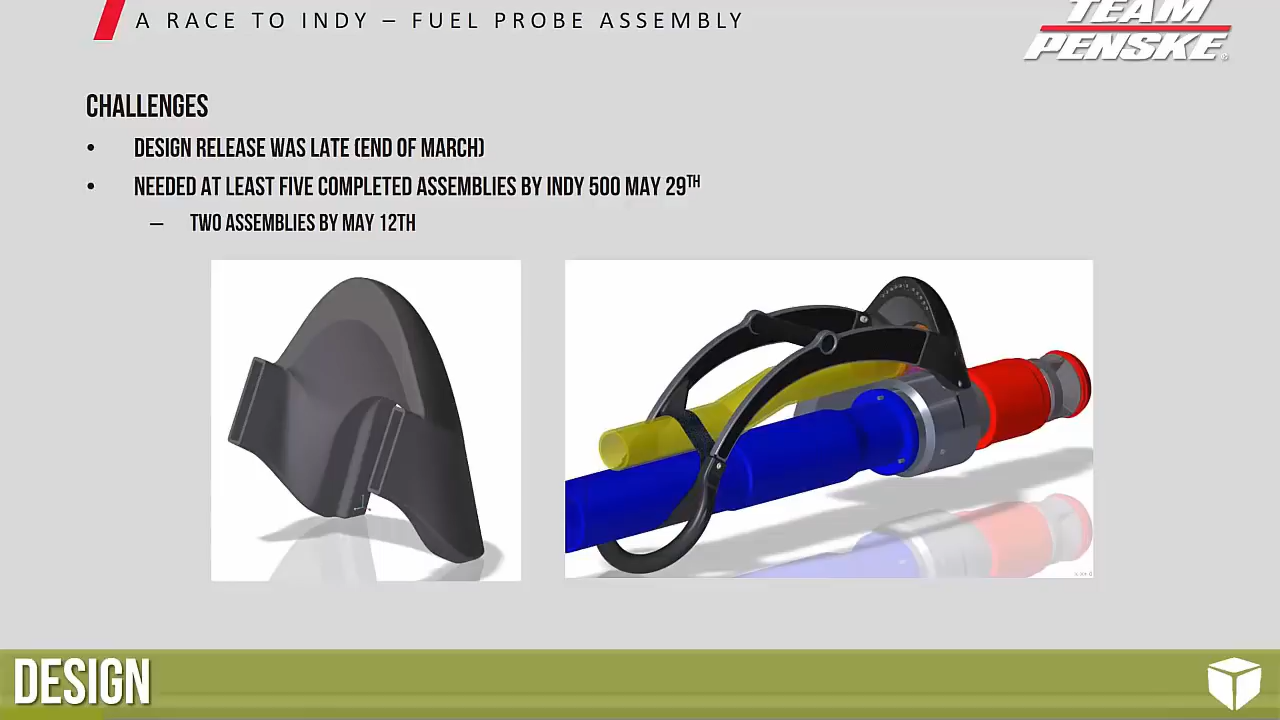 A RACE TO INDY – FUEL PROBE ASSEMBLY
TEAM
PENSKE®
CHALLENGES
• DESIGN RELEASE WAS LATE (END OF MARCH)
• NEEDED AT LEAST FIVE COMPLETED ASSEMBLIES BY INDY 500 MAY 29TH
– TWO ASSEMBLIES BY MAY 12TH
DESIGN